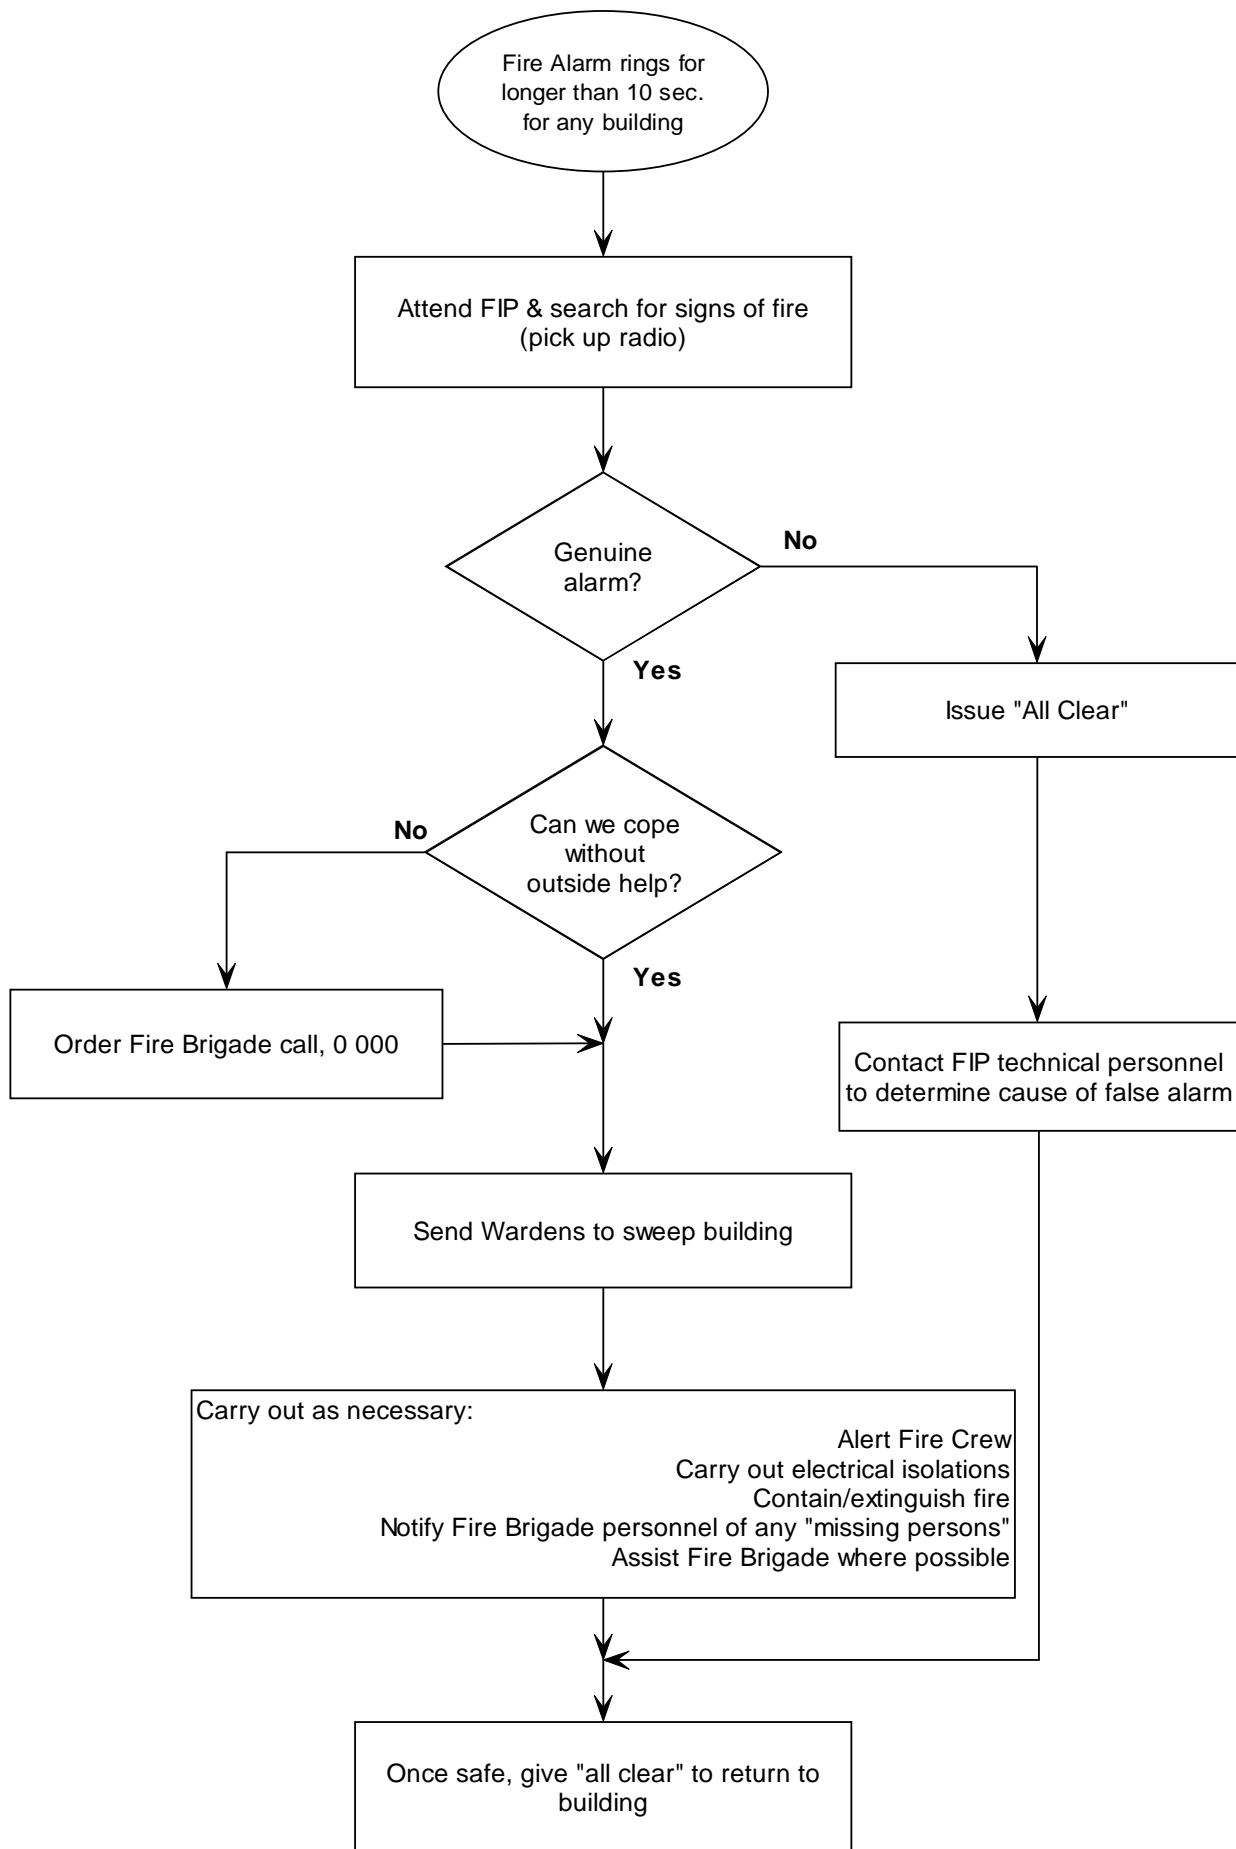 Fire Alarm rings for
longer than 10 sec.
for any building
Attend FIP & search for signs of fire
(pick up radio)
Genuine
alarm?
No
Yes
Issue "All Clear"
Can we cope
without
outside help?
No
Yes
Order Fire Brigade call, 0 000
Contact FIP technical personnel
to determine cause of false alarm
Send Wardens to sweep building
Carry out as necessary:
Alert Fire Crew
Carry out electrical isolations
Contain/extinguish fire
Notify Fire Brigade personnel of any "missing persons"
Assist Fire Brigade where possible
Once safe, give "all clear" to return to
building